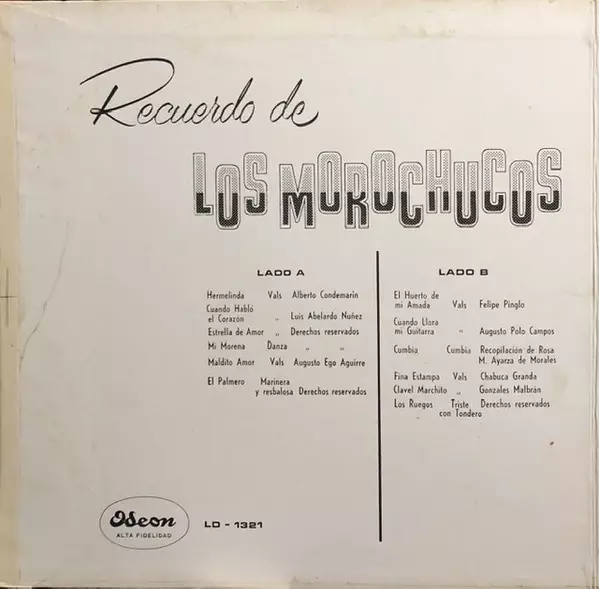 Recuerdo de
LOS MOROCHUCOS
LADO A
Hermelinda Vals Alberto Condemarín
Cuando Habló
el Corazón „ Luis Abelardo Nuñez
Estrella de Amor „ Derechos reservados
Mi Morena Danza „ „
Maldito Amor Vals Augusto Ego Aguirre
El Palmero Marinera
y resbalosa Derechos reservados
LADO B
El Huerto de
mi Amada Vals Felipe Pinglo
Cuando Llora
mi Guitarra „ Augusto Polo Campos
Cumbia Cumbia Recopilación de Rosa
M. Ayarza de Morales
Fina Estampa Vals Chabuca Granda
Clavel Marchito „ Gonzales Malbrán
Los Ruegos Triste Derechos reservados
con Tondero
Odeon
ALTA FIDELIDAD
LD - 1321